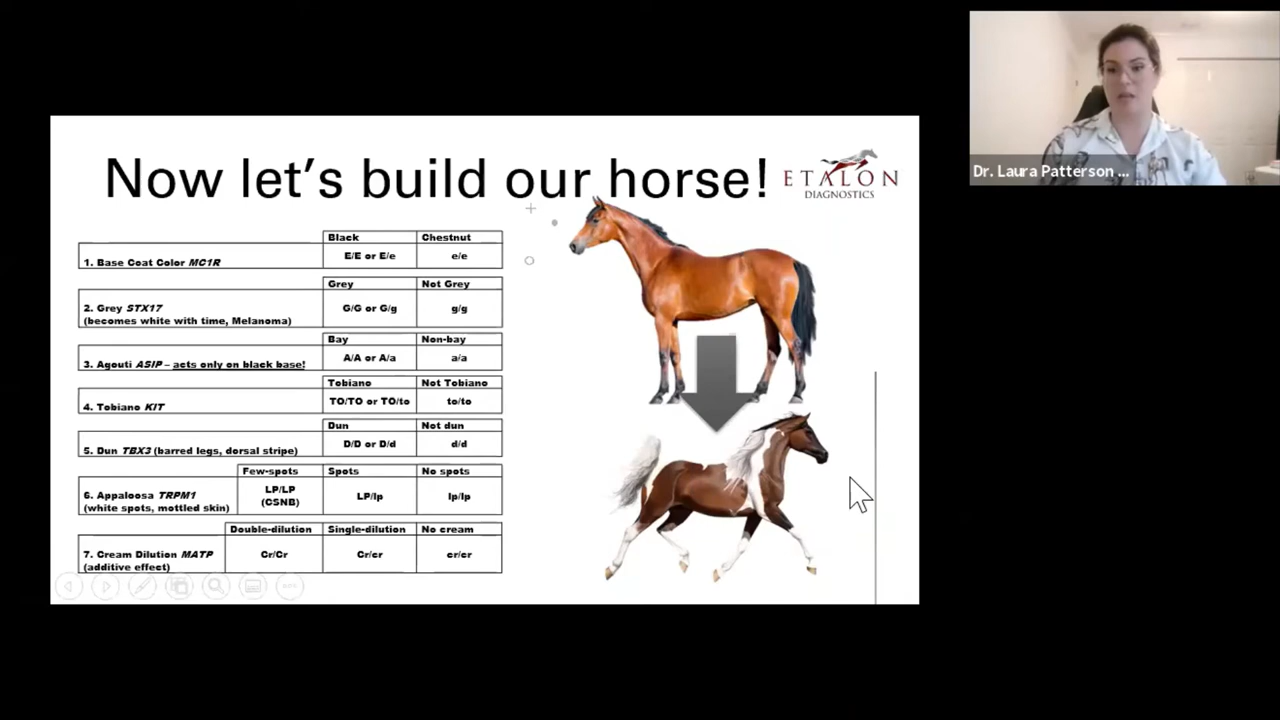 Now let's build our horse!
ETALON
DIAGNOSTICS
Dr. Laura Patterson ...
Black Chestnut
1. Base Coat Color MC1R E/E or E/e e/e
Grey Not Grey
2. Grey STX17 G/G or G/g g/g
(becomes white with time, Melanoma)
Bay Non-bay
3. Agouti ASIP – acts only on black base! A/A or A/a a/a
Tobiano Not Tobiano
4. Tobiano KIT TO/TO or TO/to to/to
Dun Not dun
5. Dun TBX3 (barred legs, dorsal stripe) D/D or D/d d/d
Few-spots Spots No spots
6. Appaloosa TRPM1 LP/LP LP/lp lp/lp
(white spots, mottled skin) (CSNB)
Double-dilution Single-dilution No cream
7. Cream Dilution MATP Cr/Cr Cr/cr cr/cr
(additive effect)